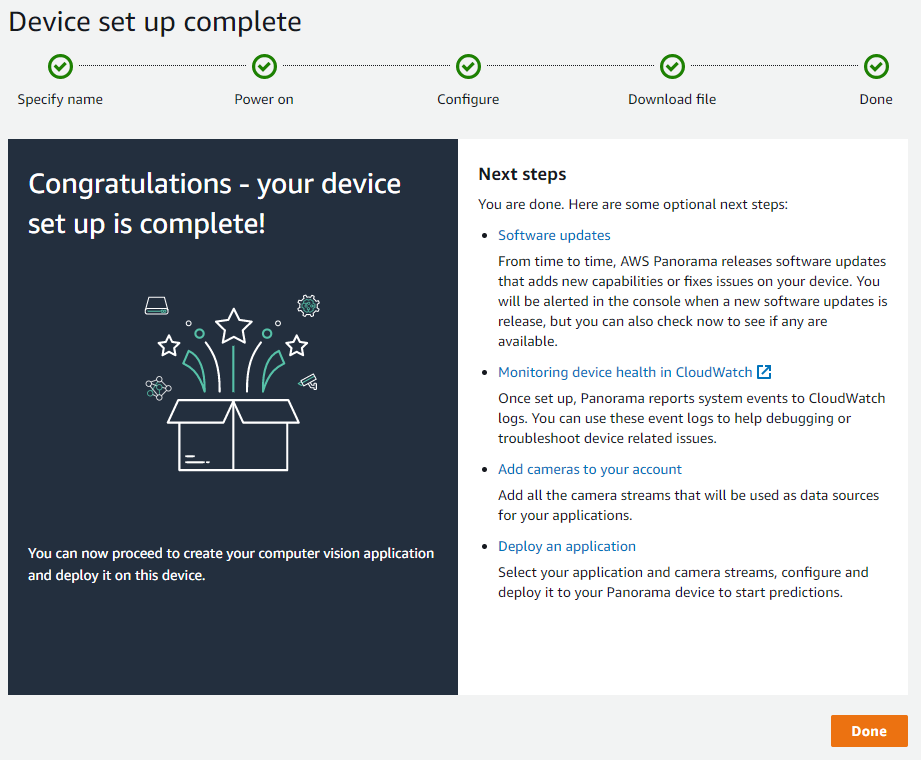 Device set up complete
Specify name
Power on
Configure
Download file
Done
Congratulations - your device
set up is complete!
You can now proceed to create your computer vision application
and deploy it on this device.
Next steps
You are done. Here are some optional next steps:
Software updates
From time to time, AWS Panorama releases software updates
that adds new capabilities or fixes issues on your device. You
will be alerted in the console when a new software updates is
release, but you can also check now to see if any are
available.
Monitoring device health in CloudWatch
Once set up, Panorama reports system events to CloudWatch
logs. You can use these event logs to help debugging or
troubleshoot device related issues.
Add cameras to your account
Add all the camera streams that will be used as data sources
for your applications.
Deploy an application
Select your application and camera streams, configure and
deploy it to your Panorama device to start predictions.
Done